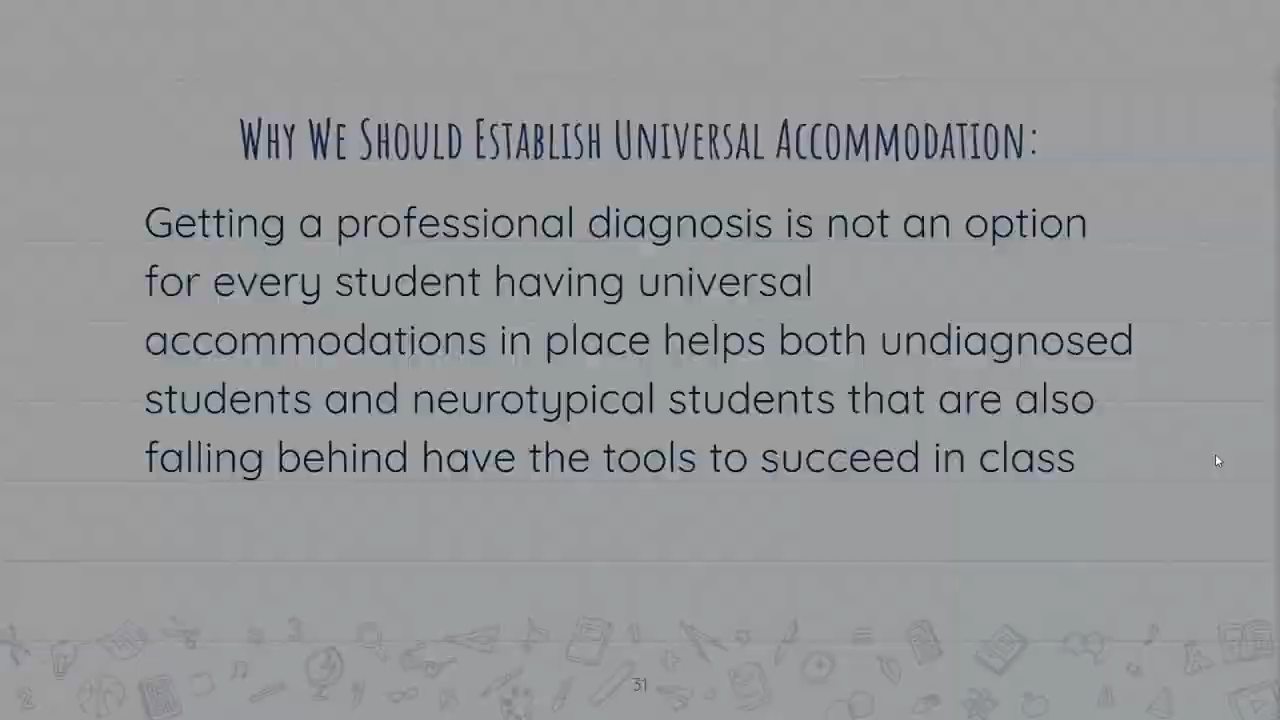 Why We Should Establish Universal Accommodation:
Getting a professional diagnosis is not an option
for every student having universal
accommodations in place helps both undiagnosed
students and neurotypical students that are also
falling behind have the tools to succeed in class
31